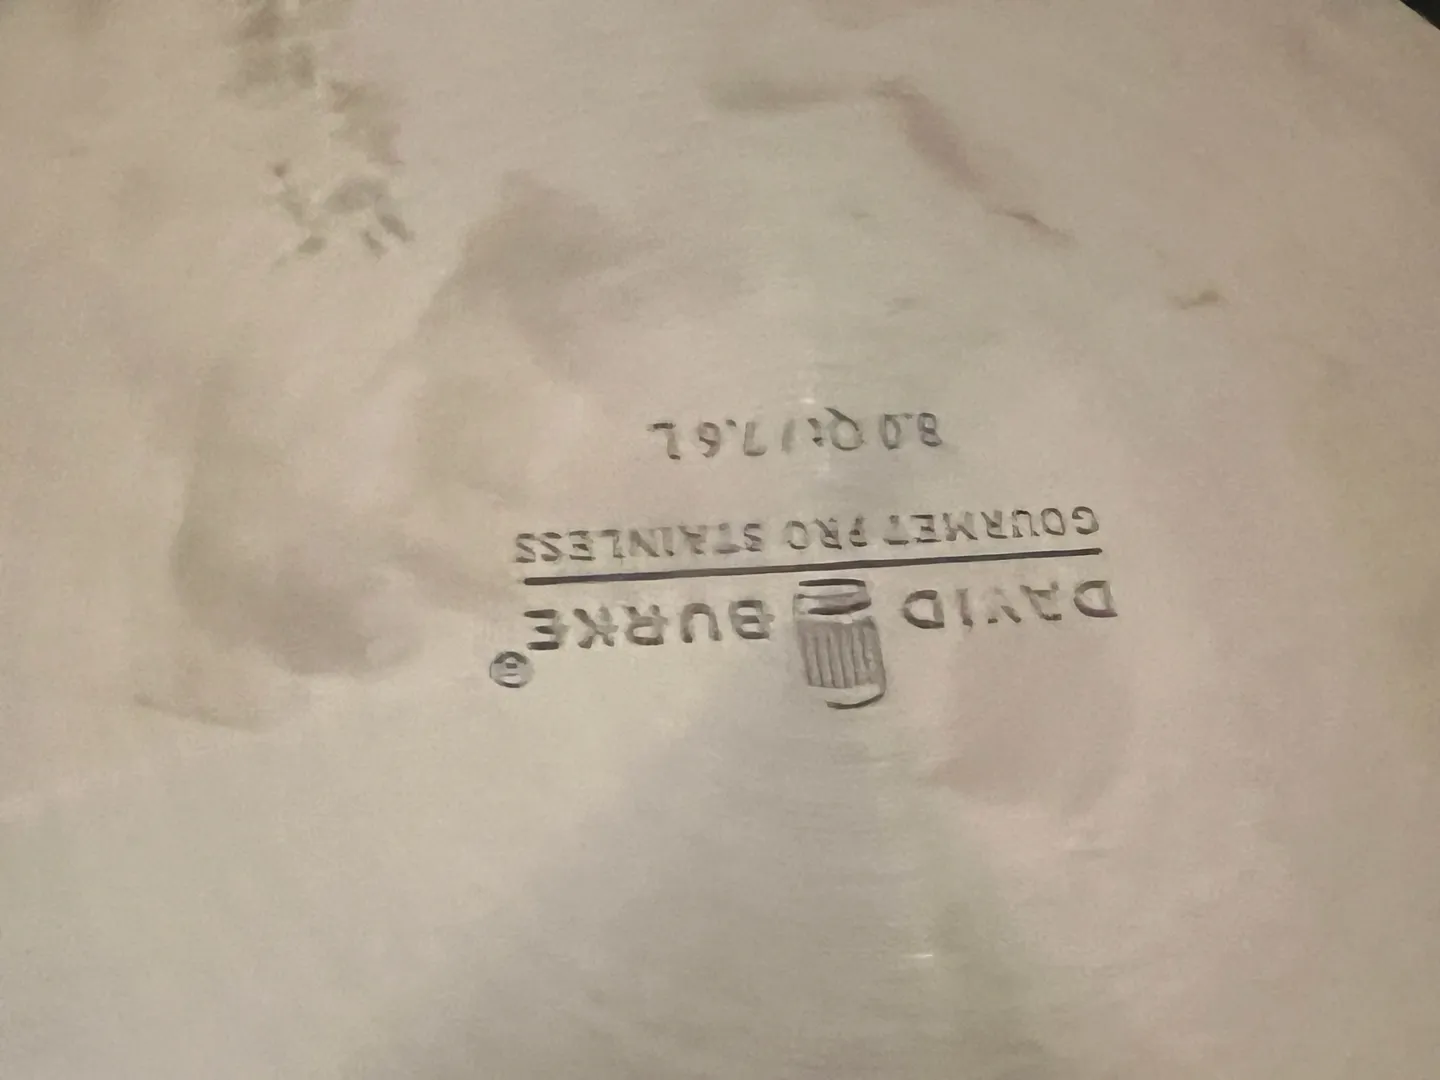 DAVID BURKE®
GOURMET PRO STAINLESS
8.0 Qt / 7.6 L